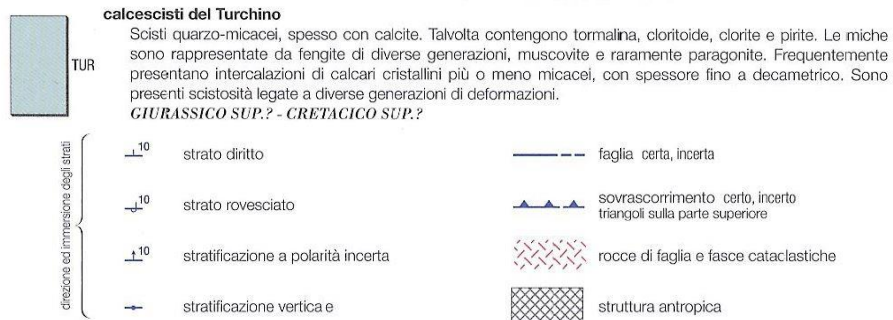 calcescisti del Turchino
Scisti quarzo-micacei, spesso con calcite. Talvolta contengono tormalina, cloritoide, clorite e pirite. Le miche
TUR
sono rappresentate da fengite di diverse generazioni, muscovite e raramente paragonite. Frequentemente
presentano intercalazioni di calcari cristallini più o meno micacei, con spessore fino a decametrico. Sono
presenti scistosità legate a diverse generazioni di deformazioni.
GIURASSICO SUP.? - CRETACICO SUP.?
direzione ed immersione degli strati
10 strato diritto
10 strato rovesciato
10 stratificazione a polarità incerta
stratificazione vertica e
faglia certa, incerta
sovrascorrimento certo, incerto
triangoli sulla parte superiore
rocce di faglia e fasce cataclastiche
struttura antropica